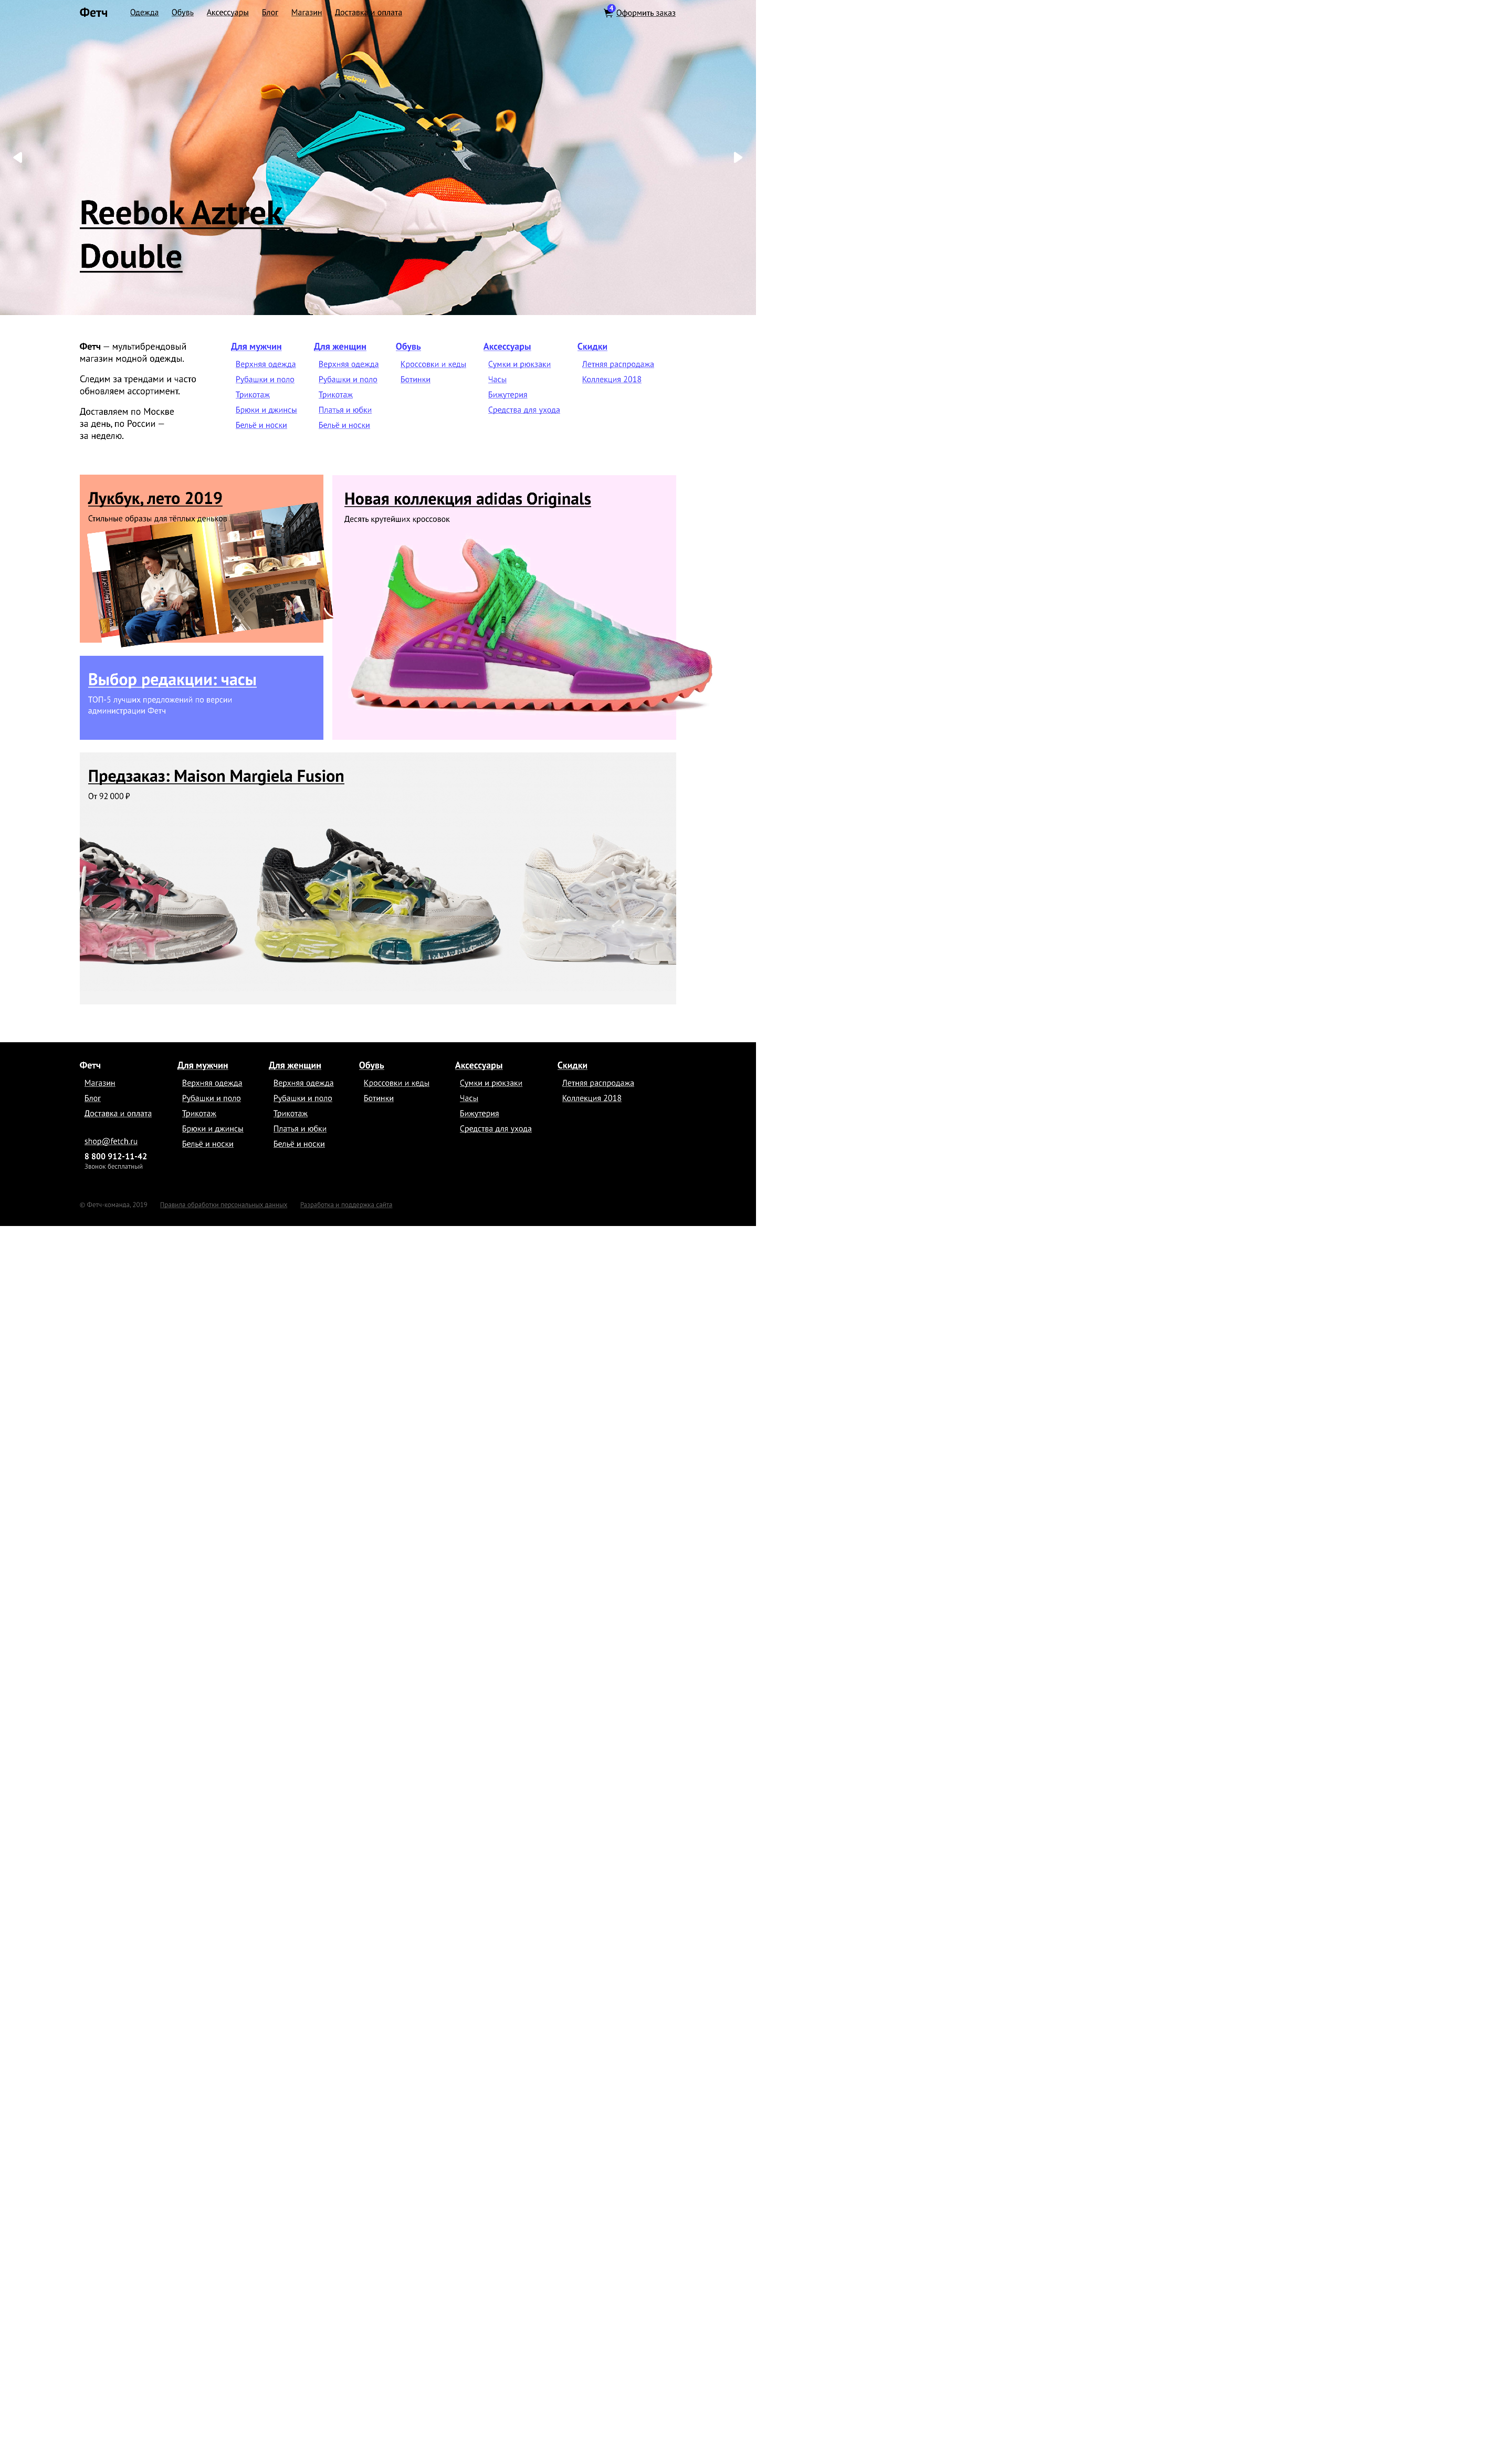 Фетч Одежда Обувь Аксессуары Блог Магазин Доставка и оплата 4 Оформить заказ
Reebok
Reebok Aztrek
Double
Фетч — мультибрендовый
магазин модной одежды.
Следим за трендами и часто
обновляем ассортимент.
Доставляем по Москве
за день, по России —
за неделю.
Для мужчин
Верхняя одежда
Рубашки и поло
Трикотаж
Брюки и джинсы
Бельё и носки
Для женщин
Верхняя одежда
Рубашки и поло
Трикотаж
Платья и юбки
Бельё и носки
Обувь
Кроссовки и кеды
Ботинки
Аксессуары
Сумки и рюкзаки
Часы
Бижутерия
Средства для ухода
Скидки
Летняя распродажа
Коллекция 2018
Лукбук, лето 2019
Стильные образы для тёплых деньков
Новая коллекция adidas Originals
Десять крутейших кроссовок
Выбор редакции: часы
ТОП-5 лучших предложений по версии
администрации Фетч
Предзаказ: Maison Margiela Fusion
От 92 000 ₽
Фетч
Магазин
Блог
Доставка и оплата
shop@fetch.ru
8 800 912-11-42
Звонок бесплатный
Для мужчин
Верхняя одежда
Рубашки и поло
Трикотаж
Брюки и джинсы
Бельё и носки
Для женщин
Верхняя одежда
Рубашки и поло
Трикотаж
Платья и юбки
Бельё и носки
Обувь
Кроссовки и кеды
Ботинки
Аксессуары
Сумки и рюкзаки
Часы
Бижутерия
Средства для ухода
Скидки
Летняя распродажа
Коллекция 2018
© Фетч-команда, 2019 Правила обработки персональных данных Разработка и поддержка сайта